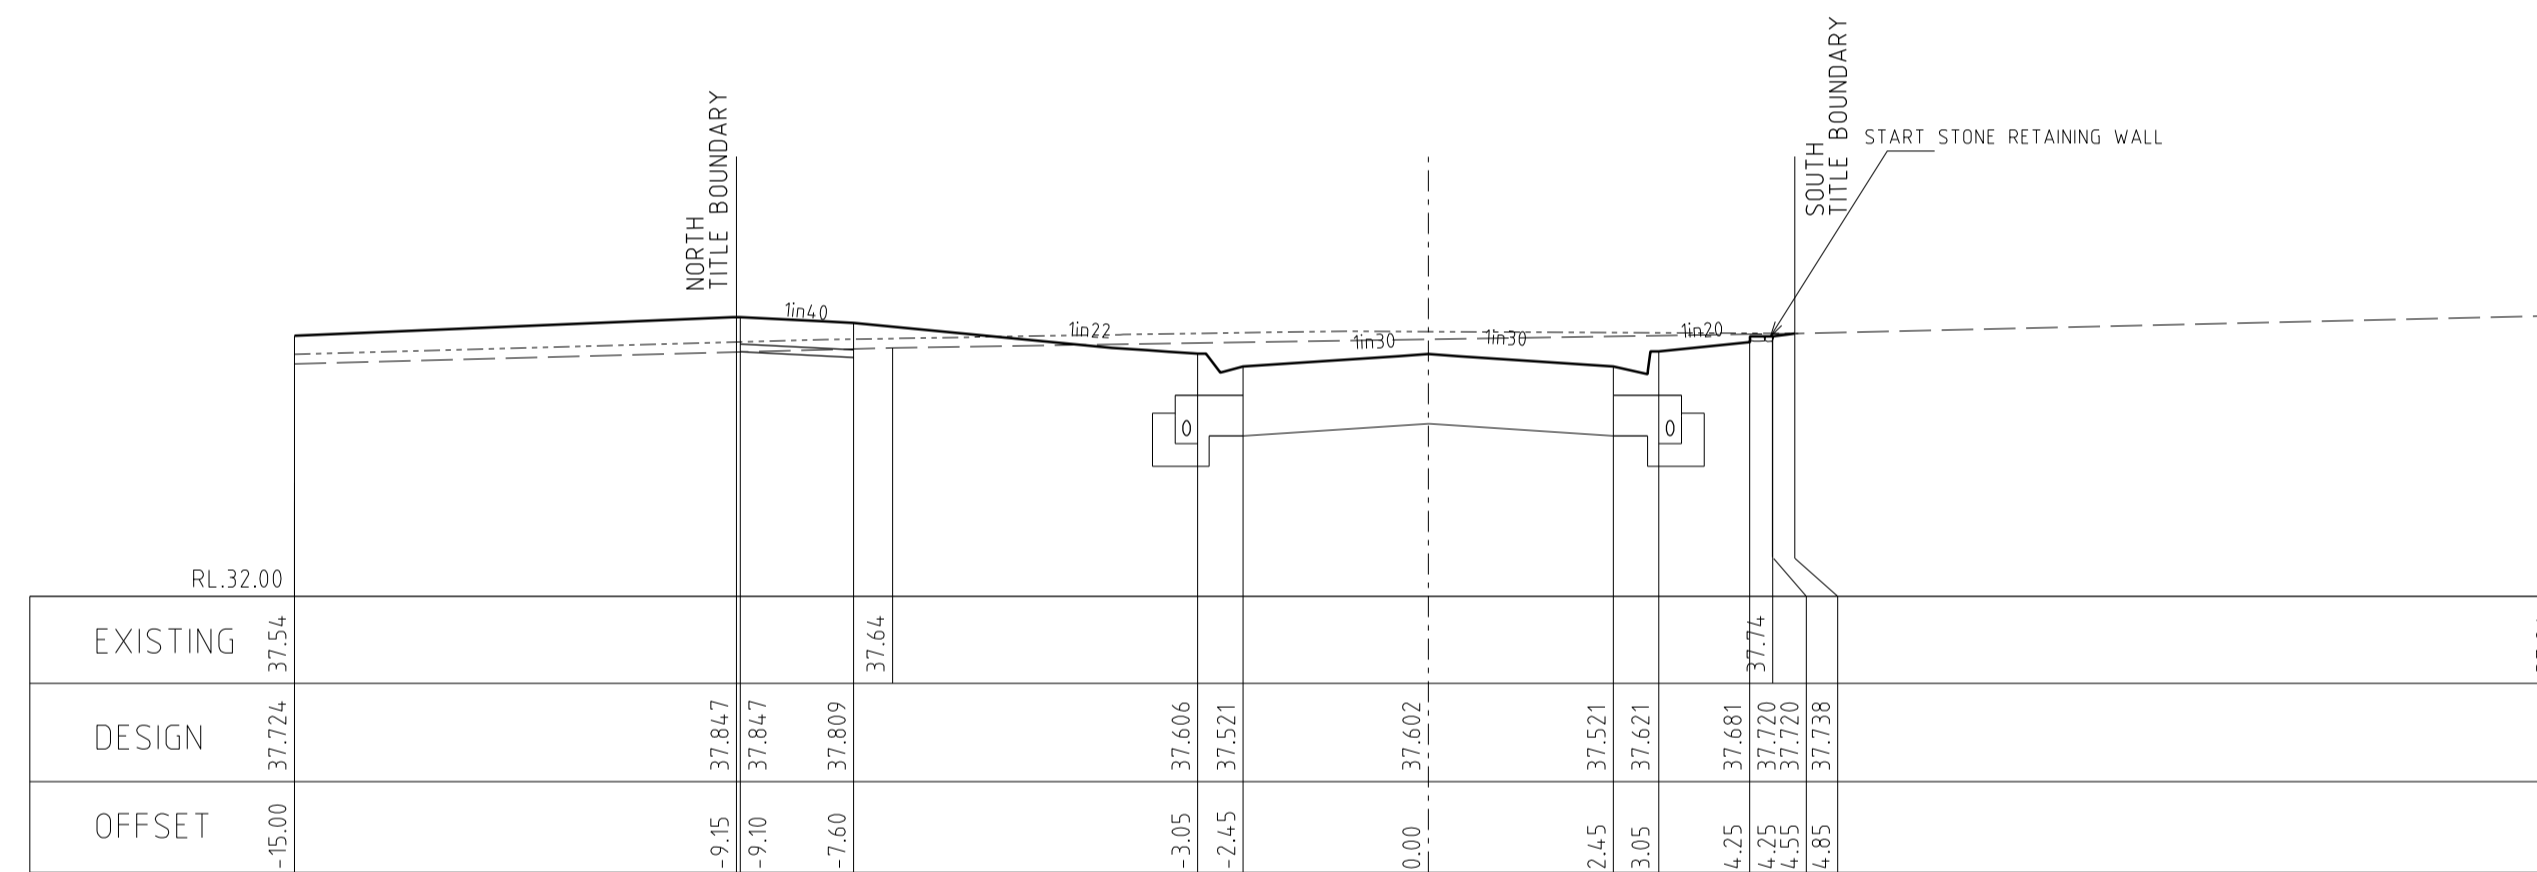 NORTH
TITLE BOUNDARY
SOUTH
TITLE BOUNDARY
START STONE RETAINING WALL
1in40
1in22
1in30
1in30
1in20
0
0
RL.32.00
EXISTING 37.54 37.64 37.74
DESIGN 37.724 37.847 37.847 37.809 37.606 37.521 37.602 37.521 37.621 37.681 37.720 37.720 37.738
OFFSET -15.00 -9.15 -9.10 -7.60 -3.05 -2.45 0.00 2.45 3.05 4.25 4.25 4.55 4.85